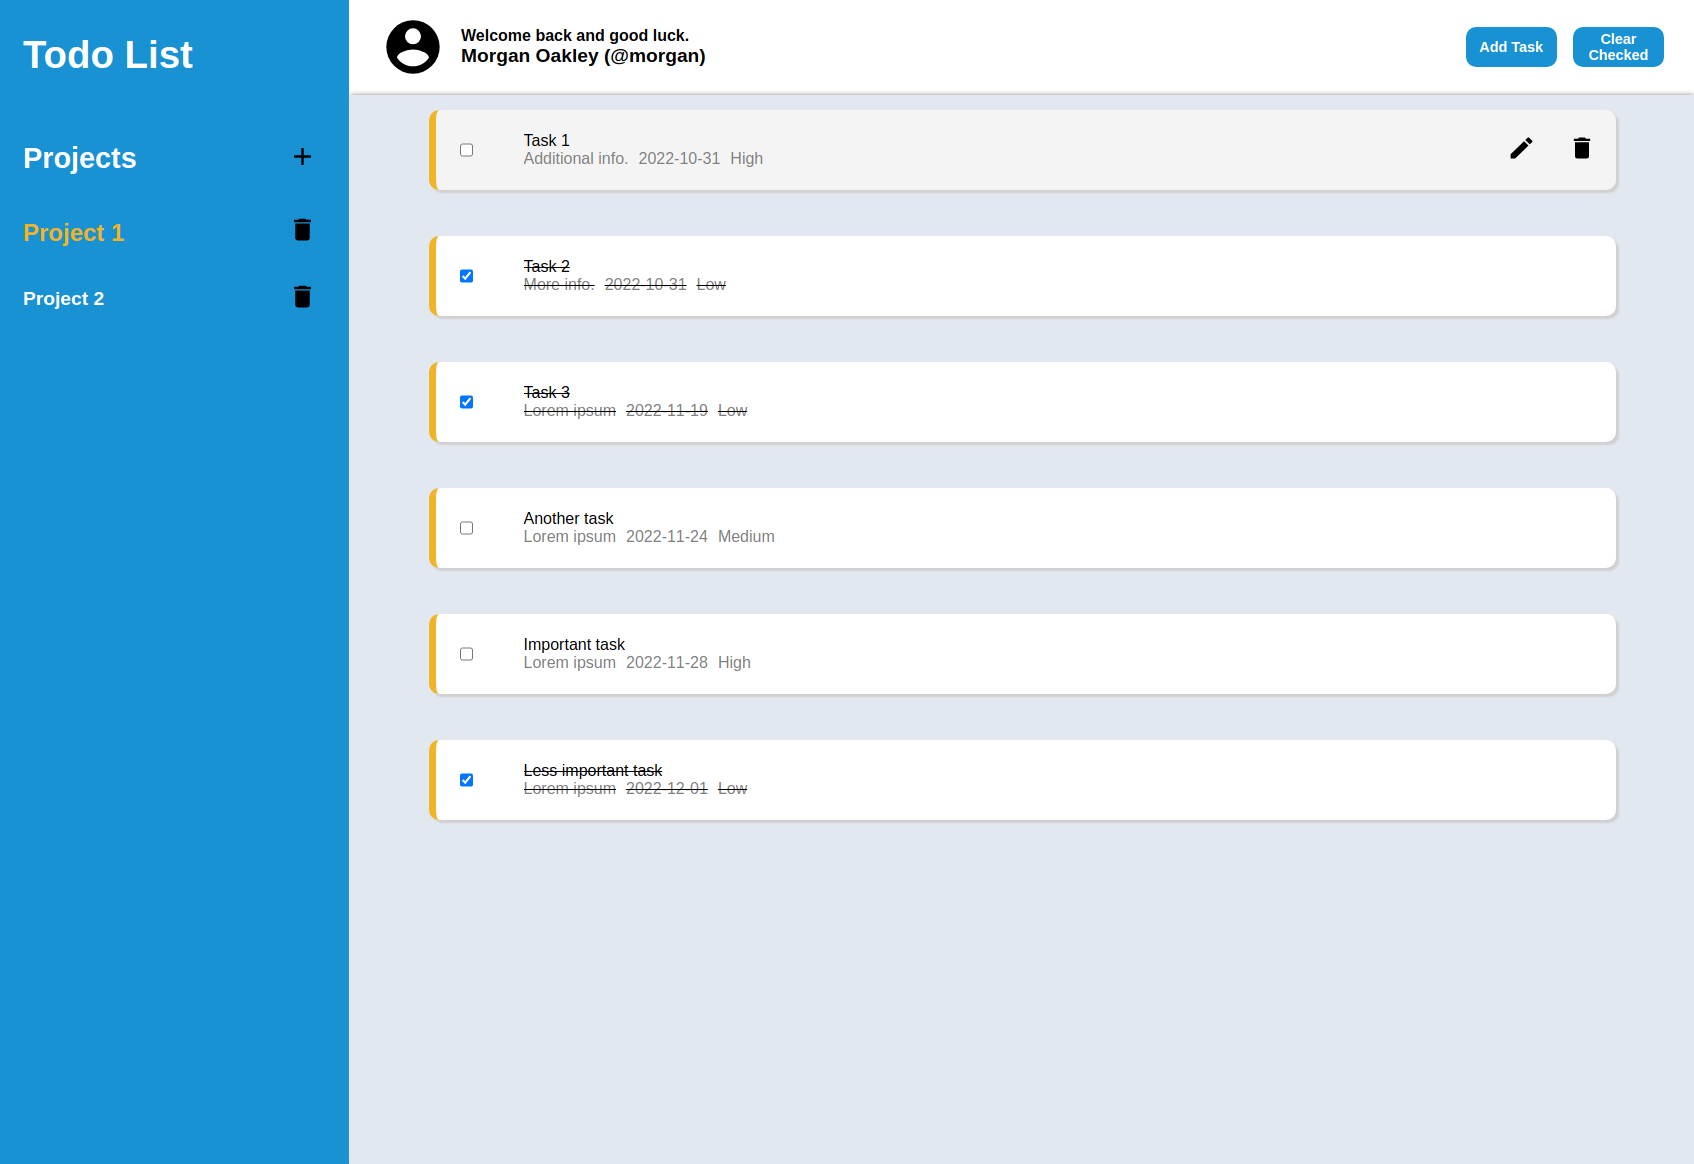 Todo List
Projects
Project 1
Project 2
Welcome back and good luck.
Morgan Oakley (@morgan)
Add Task
Clear
Checked
Task 1
Additional info. 2022-10-31 High
Task 2
More info. 2022-10-31 Low
Task 3
Lorem ipsum 2022-11-19 Low
Another task
Lorem ipsum 2022-11-24 Medium
Important task
Lorem ipsum 2022-11-28 High
Less important task
Lorem ipsum 2022-12-01 Low